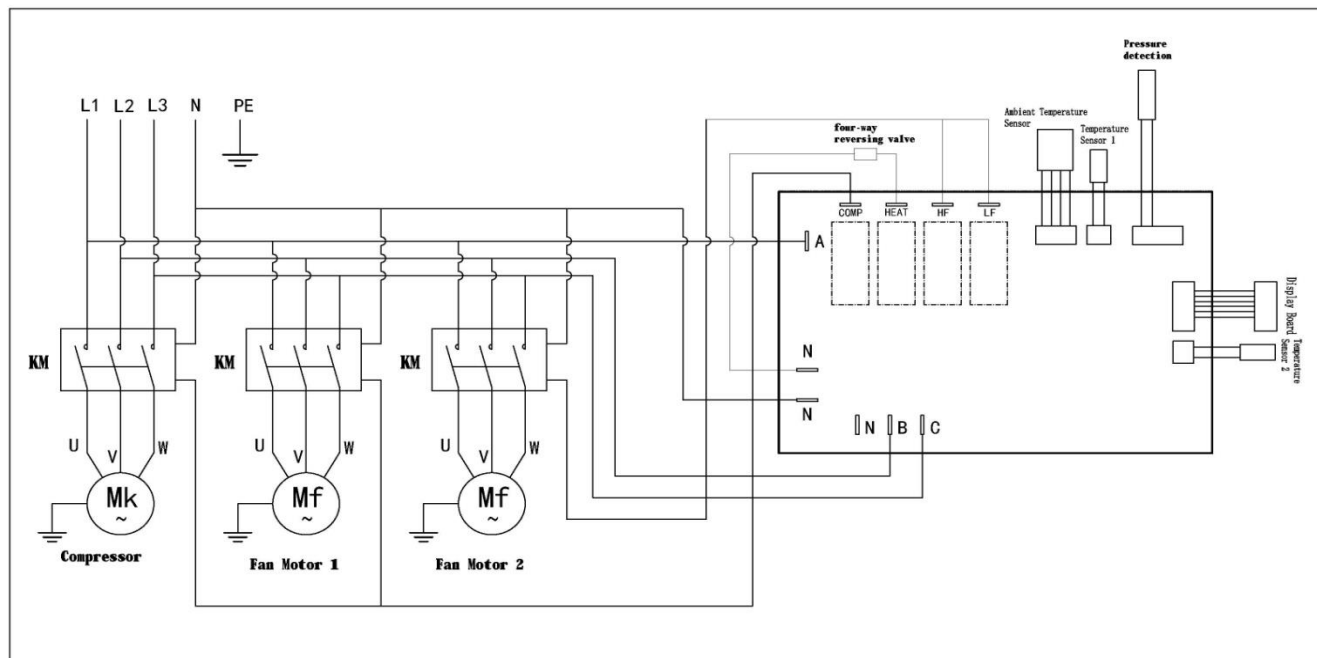 Pressure
detection
L1 L2 L3 N PE
Ambient Temperature
Sensor
Temperature
Sensor 1
four-way
reversing valve
COMP HEAT HF LF
A
Display Board
Temperature
Sensor 2
KM KM KM
N
N
N B C
U V W
U V W
U V W
Mk
~
Mf
~
Mf
~
Compressor
Fan Motor 1
Fan Motor 2